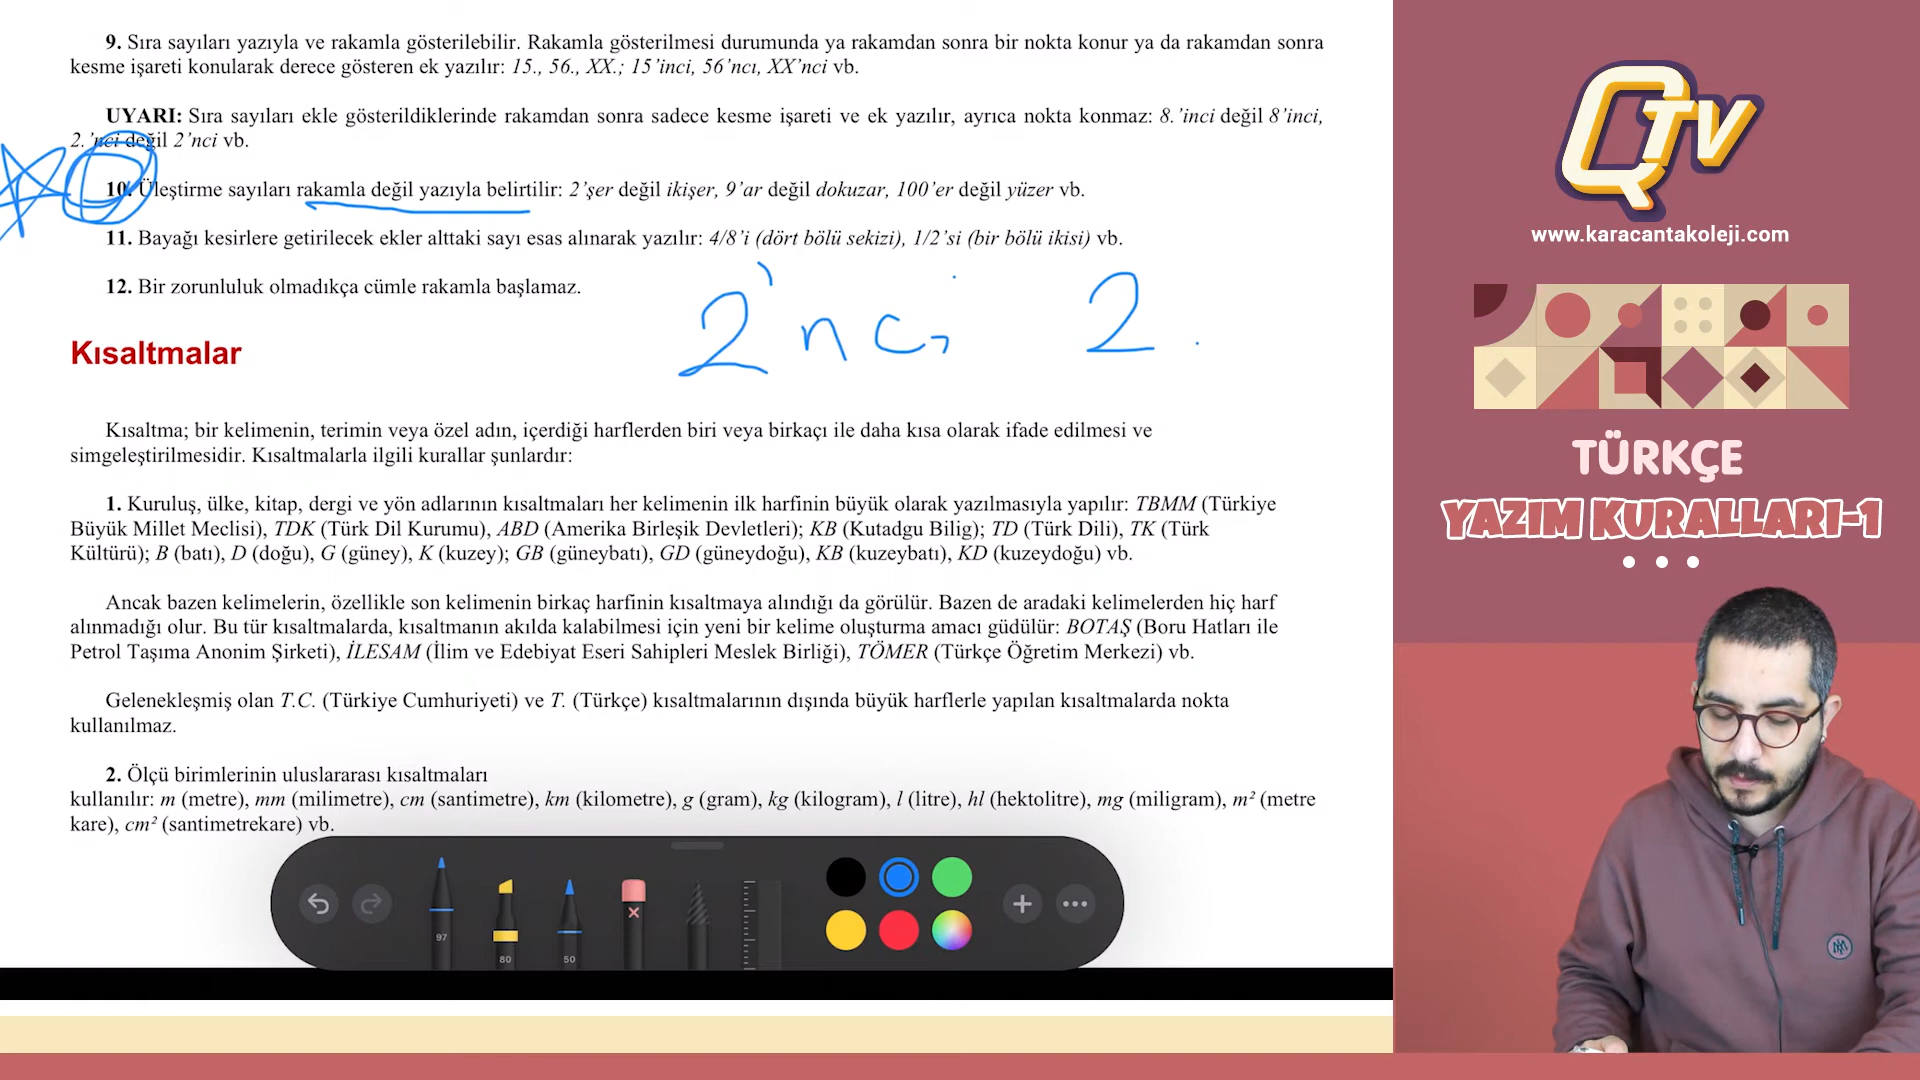 9. Sıra sayıları yazıyla ve rakamla gösterilebilir. Rakamla gösterilmesi durumunda ya rakamdan sonra bir nokta konur ya da rakamdan sonra
kesme işareti konularak derece gösteren ek yazılır: 15., 56., XX.; 15’inci, 56’ncı, XX’nci vb.
UYARI: Sıra sayıları ekle gösterildiklerinde rakamdan sonra sadece kesme işareti ve ek yazılır, ayrıca nokta konmaz: 8.’inci değil 8’inci,
2.’nci değil 2’nci vb.
10. Üleştirme sayıları rakamla değil yazıyla belirtilir: 2’şer değil ikişer, 9’ar değil dokuzar, 100’er değil yüzer vb.
11. Bayağı kesirlere getirilecek ekler alttaki sayı esas alınarak yazılır: 4/8’i (dört bölü sekizi), 1/2’si (bir bölü ikisi) vb.
12. Bir zorunluluk olmadıkça cümle rakamla başlamaz.
2'nci 2.
Kısaltmalar
Kısaltma; bir kelimenin, terimin veya özel adın, içerdiği harflerden biri veya birkaçı ile daha kısa olarak ifade edilmesi ve
simgeleştirilmesidir. Kısaltmalarla ilgili kurallar şunlardır:
1. Kuruluş, ülke, kitap, dergi ve yön adlarının kısaltmaları her kelimenin ilk harfinin büyük olarak yazılmasıyla yapılır: TBMM (Türkiye
Büyük Millet Meclisi), TDK (Türk Dil Kurumu), ABD (Amerika Birleşik Devletleri); KB (Kutadgu Bilig); TD (Türk Dili), TK (Türk
Kültürü); B (batı), D (doğu), G (güney), K (kuzey); GB (güneybatı), GD (güneydoğu), KB (kuzeybatı), KD (kuzeydoğu) vb.
Ancak bazen kelimelerin, özellikle son kelimenin birkaç harfinin kısaltmaya alındığı da görülür. Bazen de aradaki kelimelerden hiç harf
alınmadığı olur. Bu tür kısaltmalarda, kısaltmanın akılda kalabilmesi için yeni bir kelime oluşturma amacı güdülür: BOTAŞ (Boru Hatları ile
Petrol Taşıma Anonim Şirketi), İLESAM (İlim ve Edebiyat Eseri Sahipleri Meslek Birliği), TÖMER (Türkçe Öğretim Merkezi) vb.
Gelenekleşmiş olan T.C. (Türkiye Cumhuriyeti) ve T. (Türkçe) kısaltmalarının dışında büyük harflerle yapılan kısaltmalarda nokta
kullanılmaz.
2. Ölçü birimlerinin uluslararası kısaltmaları
kullanılır: m (metre), mm (milimetre), cm (santimetre), km (kilometre), g (gram), kg (kilogram), l (litre), hl (hektolitre), mg (miligram), m² (metre
kare), cm² (santimetrekare) vb.
97
80
50
QTV
www.karacantakoleji.com
TÜRKÇE
YAZIM KURALLARI-1